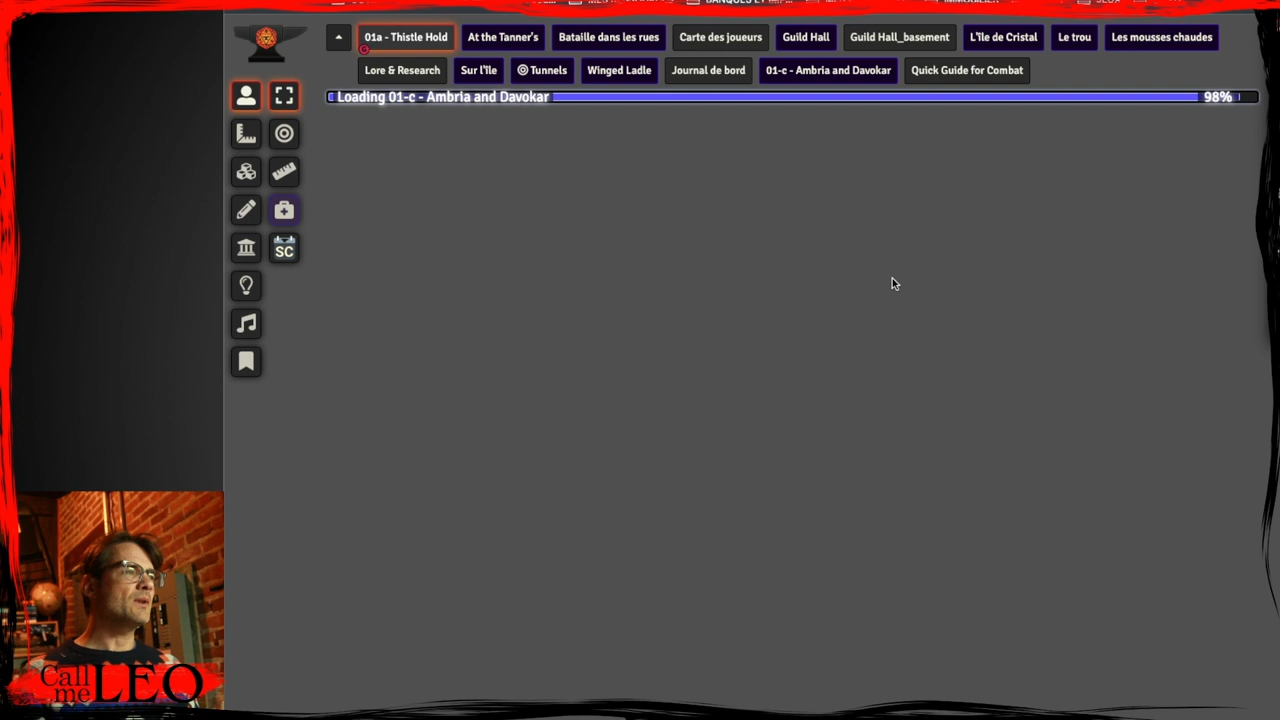 01a - Thistle Hold
At the Tanner's
Bataille dans les rues
Carte des joueurs
Guild Hall
Guild Hall_basement
L'Île de Cristal
Le trou
Les mousses chaudes
Lore & Research
Sur l'île
Tunnels
Winged Ladle
Journal de bord
01-c - Ambria and Davokar
Quick Guide for Combat
Loading 01-c - Ambria and Davokar
98%
SC
Call me LEO